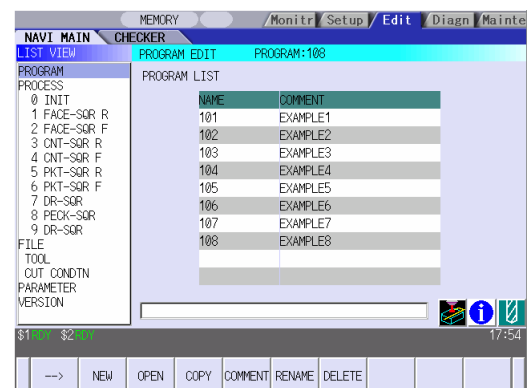 MEMORY Monitr Setup Edit Diagn Mainte
NAVI MAIN CHECKER
LIST VIEW PROGRAM EDIT PROGRAM:108
PROGRAM
PROCESS
0 INIT
1 FACE-SQR R
2 FACE-SQR F
3 CNT-SQR R
4 CNT-SQR F
5 PKT-SQR R
6 PKT-SQR F
7 DR-SQR
8 PECK-SQR
9 DR-SQR
FILE
TOOL
CUT CONDTN
PARAMETER
VERSION
PROGRAM LIST
NAME COMMENT
101 EXAMPLE1
102 EXAMPLE2
103 EXAMPLE3
104 EXAMPLE4
105 EXAMPLE5
106 EXAMPLE6
107 EXAMPLE7
108 EXAMPLE8
$1RDY $2RDY 17:54
--> NEW OPEN COPY COMMENT RENAME DELETE